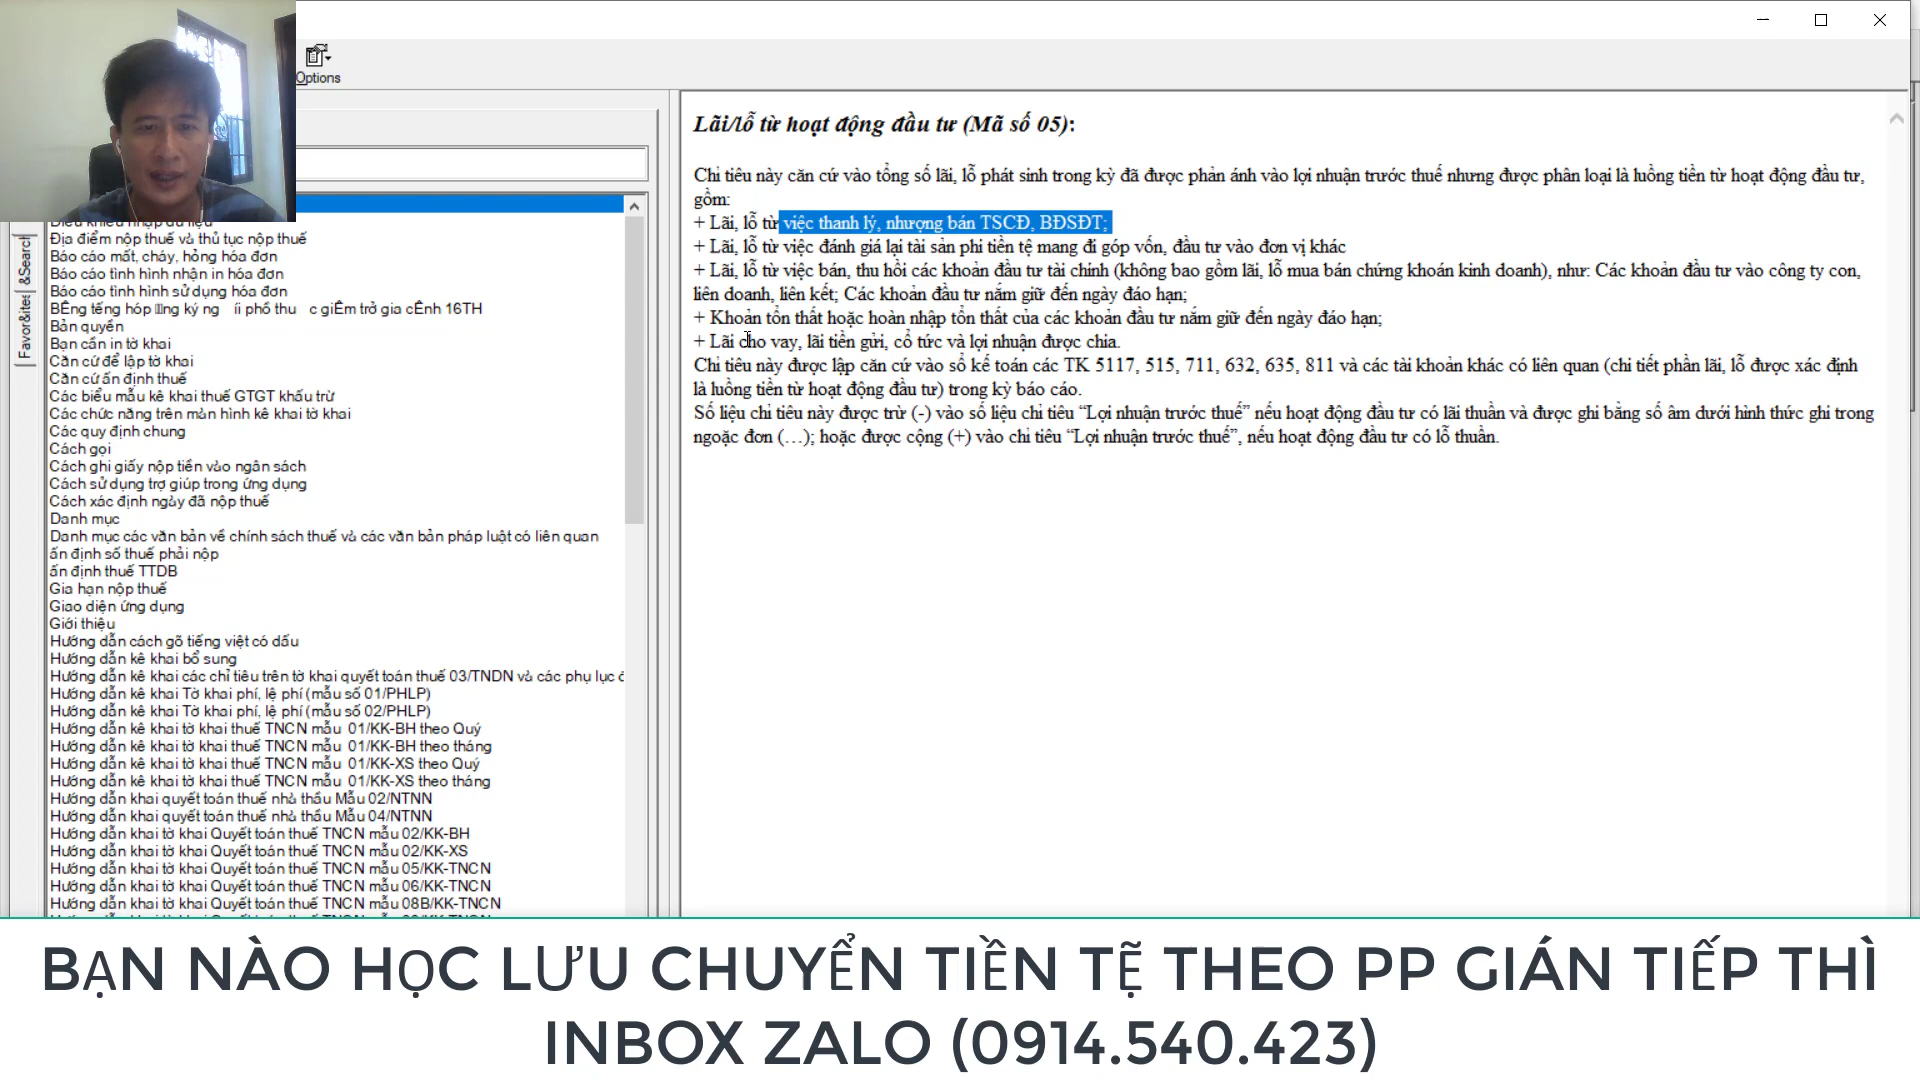 Options
&Search
Favor&ites
Địa điểm nộp thuế và thủ tục nộp thuế
Báo cáo mất, cháy, hỏng hóa đơn
Báo cáo tình hình nhận in hóa đơn
Báo cáo tình hình sử dụng hóa đơn
Bản quyền
Bạn cần in tờ khai
Căn cứ để lập tờ khai
Căn cứ ấn định thuế
Các biểu mẫu kê khai thuế GTGT khấu trừ
Các chức năng trên màn hình kê khai tờ khai
Các quy định chung
Cách gọi
Cách ghi giấy nộp tiền vào ngân sách
Cách sử dụng trợ giúp trong ứng dụng
Cách xác định ngày đã nộp thuế
Danh mục
Danh mục các văn bản về chính sách thuế và các văn bản pháp luật có liên quan
ấn định số thuế phải nộp
ấn định thuế TTDB
Gia hạn nộp thuế
Giao diện ứng dụng
Giới thiệu
Hướng dẫn cách gõ tiếng việt có dấu
Hướng dẫn kê khai bổ sung
Hướng dẫn kê khai các chỉ tiêu trên tờ khai quyết toán thuế 03/TNDN và các phụ lục
Hướng dẫn kê khai Tờ khai phí, lệ phí (mẫu số 01/PHLP)
Hướng dẫn kê khai Tờ khai phí, lệ phí (mẫu số 02/PHLP)
Hướng dẫn kê khai tờ khai thuế TNCN mẫu 01/KK-BH theo Quý
Hướng dẫn kê khai tờ khai thuế TNCN mẫu 01/KK-BH theo tháng
Hướng dẫn kê khai tờ khai thuế TNCN mẫu 01/KK-XS theo Quý
Hướng dẫn kê khai tờ khai thuế TNCN mẫu 01/KK-XS theo tháng
Hướng dẫn khai quyết toán thuế nhà thầu Mẫu 02/NTNN
Hướng dẫn khai quyết toán thuế nhà thầu Mẫu 04/NTNN
Hướng dẫn khai tờ khai Quyết toán thuế TNCN mẫu 02/KK-BH
Hướng dẫn khai tờ khai Quyết toán thuế TNCN mẫu 02/KK-XS
Hướng dẫn khai tờ khai Quyết toán thuế TNCN mẫu 05/KK-TNCN
Hướng dẫn khai tờ khai Quyết toán thuế TNCN mẫu 06/KK-TNCN
Hướng dẫn khai tờ khai Quyết toán thuế TNCN mẫu 08B/KK-TNCN
Lãi/lỗ từ hoạt động đầu tư (Mã số 05):
Chỉ tiêu này căn cứ vào tổng số lãi, lỗ phát sinh trong kỳ đã được phản ánh vào lợi nhuận trước thuế nhưng được phân loại là luồng tiền từ hoạt động đầu tư,
gồm:
+ Lãi, lỗ từ việc thanh lý, nhượng bán TSCĐ, BĐSĐT;
+ Lãi, lỗ từ việc đánh giá lại tài sản phi tiền tệ mang đi góp vốn, đầu tư vào đơn vị khác
+ Lãi, lỗ từ việc bán, thu hồi các khoản đầu tư tài chính (không bao gồm lãi, lỗ mua bán chứng khoán kinh doanh), như: Các khoản đầu tư vào công ty con,
liên doanh, liên kết; Các khoản đầu tư nắm giữ đến ngày đáo hạn;
+ Khoản tổn thất hoặc hoàn nhập tổn thất của các khoản đầu tư nắm giữ đến ngày đáo hạn;
+ Lãi cho vay, lãi tiền gửi, cổ tức và lợi nhuận được chia.
Chỉ tiêu này được lập căn cứ vào sổ kế toán các TK 5117, 515, 711, 632, 635, 811 và các tài khoản khác có liên quan (chi tiết phần lãi, lỗ được xác định
là luồng tiền từ hoạt động đầu tư) trong kỳ báo cáo.
Số liệu chỉ tiêu này được trừ (-) vào số liệu chỉ tiêu “Lợi nhuận trước thuế” nếu hoạt động đầu tư có lãi thuần và được ghi bằng số âm dưới hình thức ghi trong
ngoặc đơn (…); hoặc được cộng (+) vào chỉ tiêu “Lợi nhuận trước thuế”, nếu hoạt động đầu tư có lỗ thuần.
BẠN NÀO HỌC LƯU CHUYỂN TIỀN TỆ THEO PP GIÁN TIẾP THÌ
INBOX ZALO (0914.540.423)